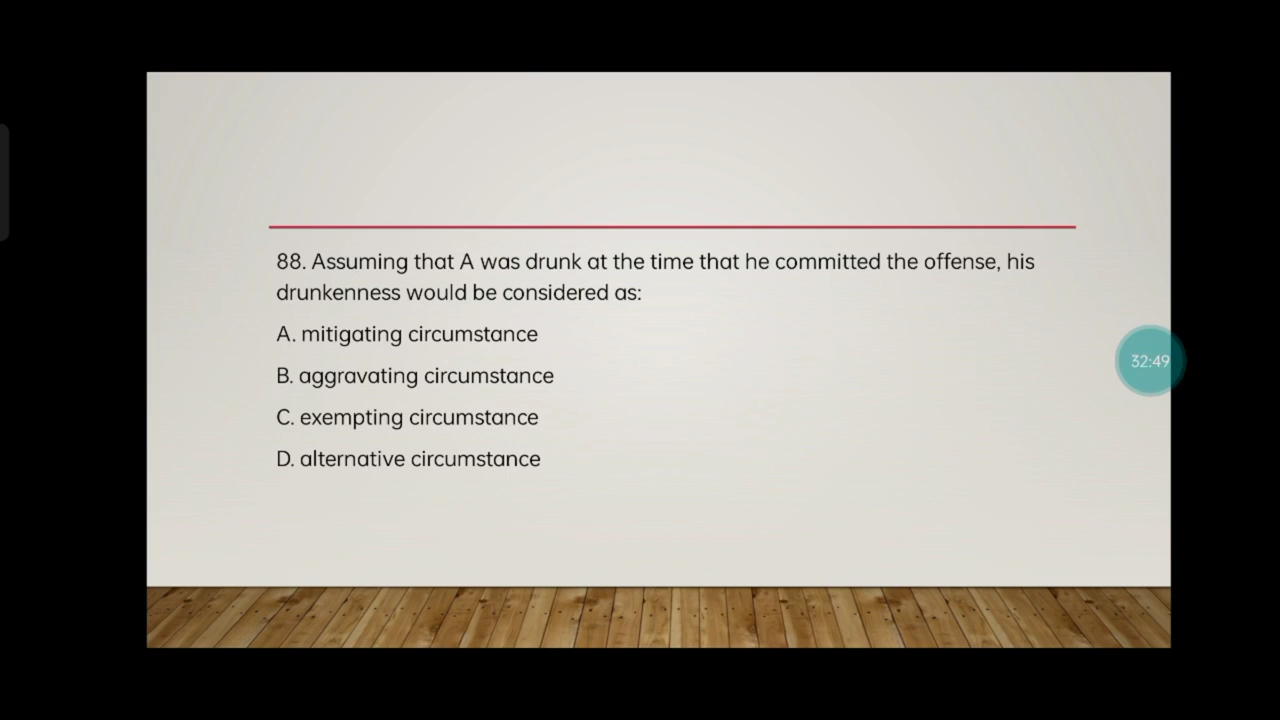 88. Assuming that A was drunk at the time that he committed the offense, his
drunkenness would be considered as:
A. mitigating circumstance
B. aggravating circumstance
C. exempting circumstance
D. alternative circumstance
32:49